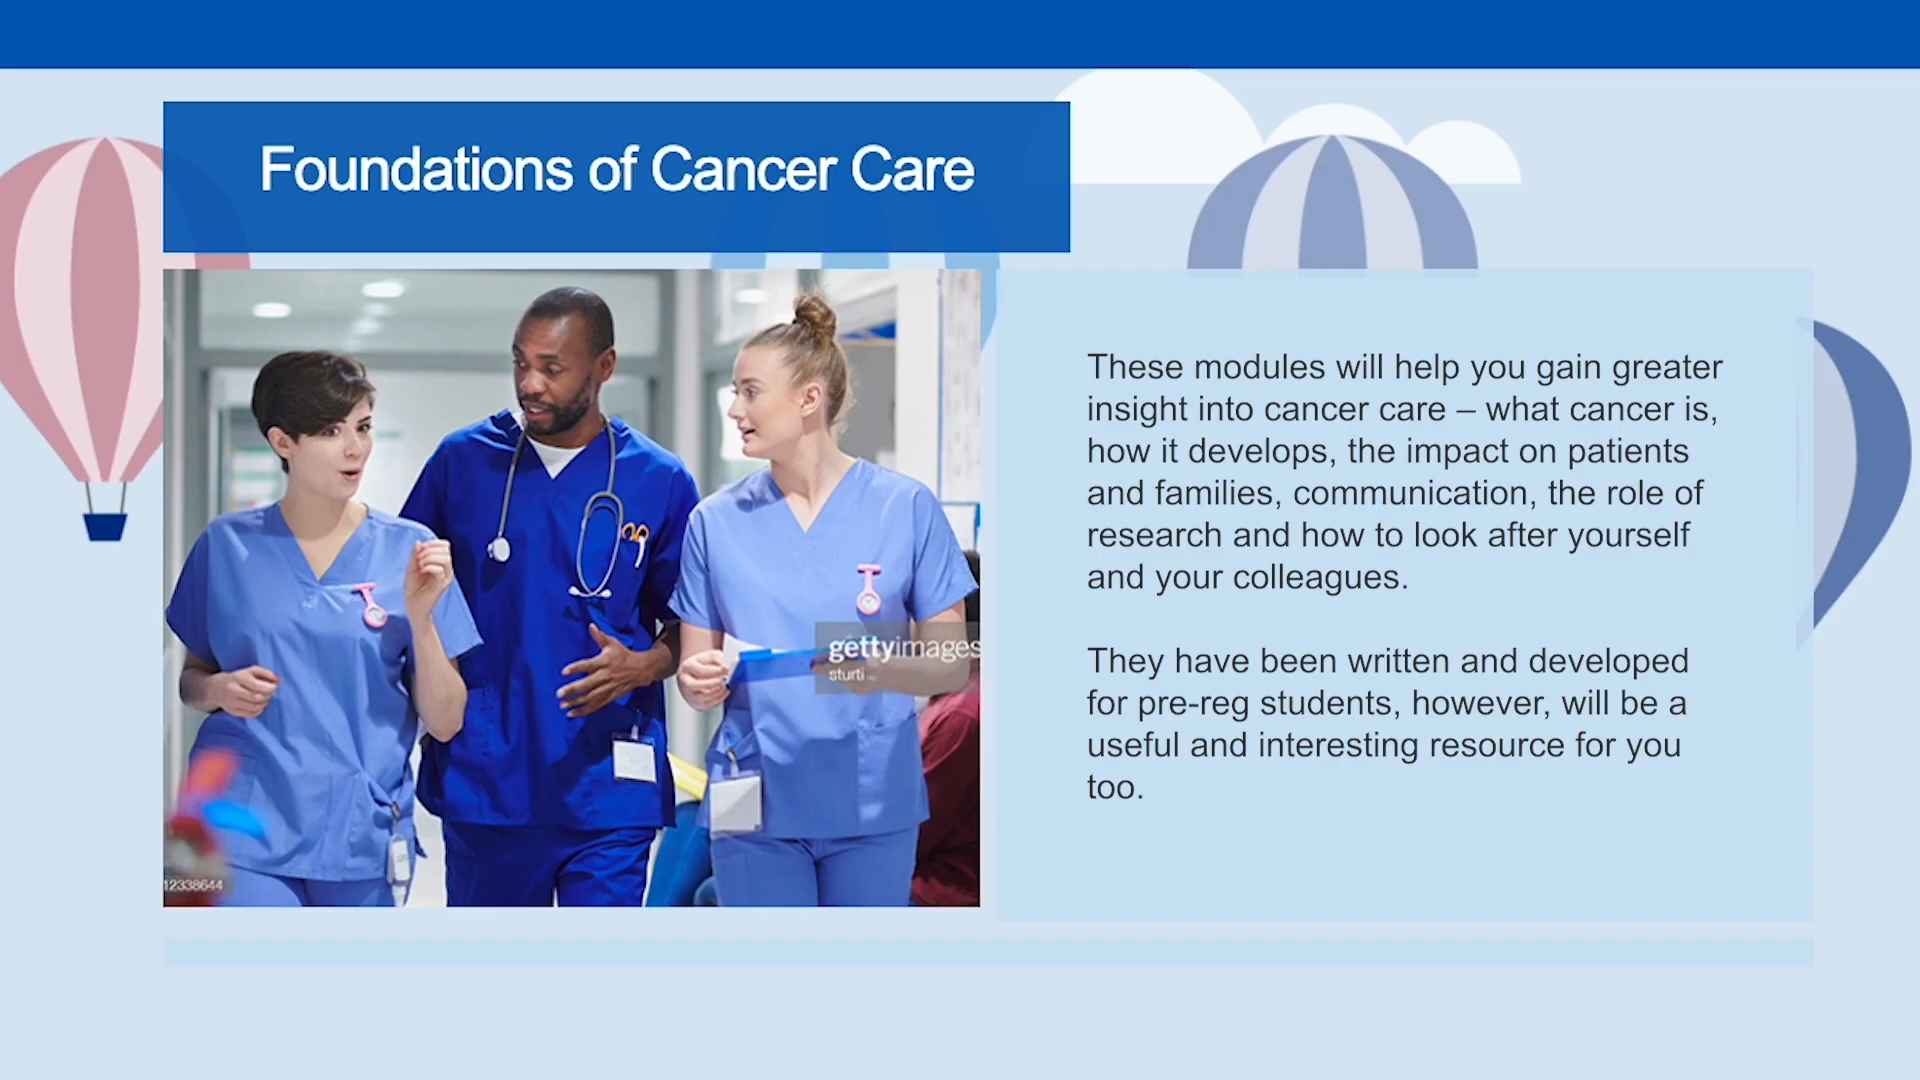 Foundations of Cancer Care
These modules will help you gain greater
insight into cancer care – what cancer is,
how it develops, the impact on patients
and families, communication, the role of
research and how to look after yourself
and your colleagues.
They have been written and developed
for pre-reg students, however, will be a
useful and interesting resource for you
too.
gettyimages
sturti
12338644